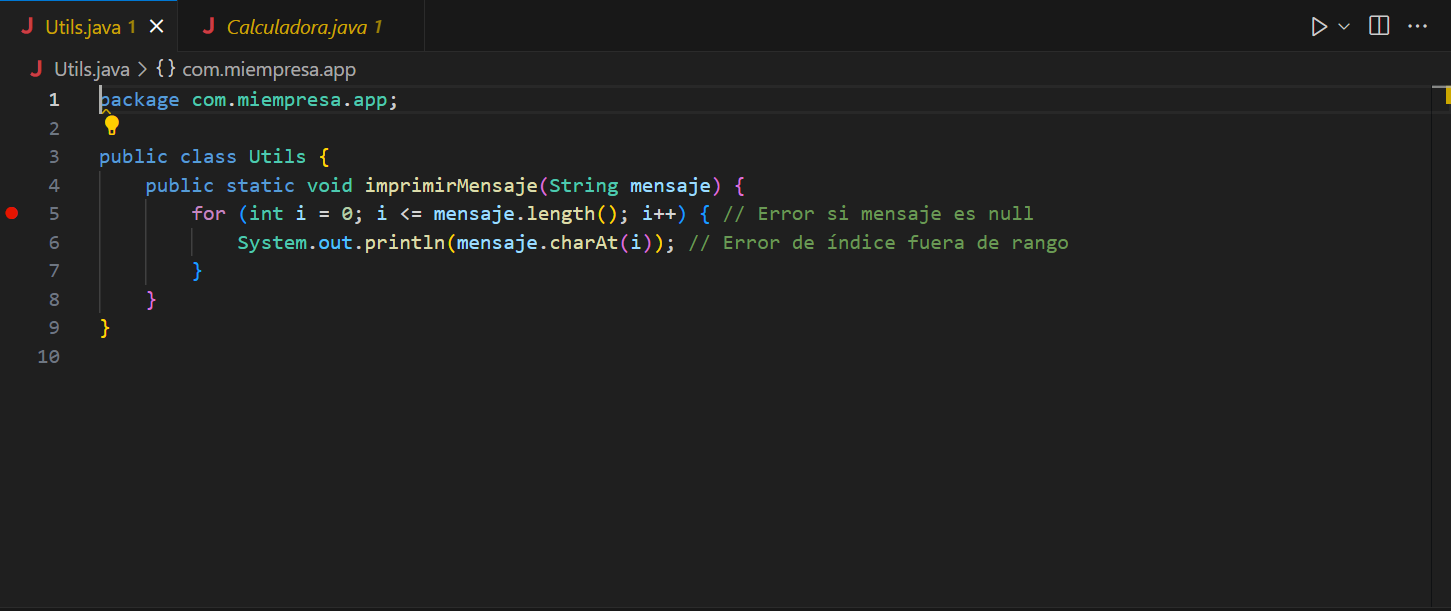 J Utils.java 1 J Calculadora.java 1
J Utils.java {} com.miempresa.app
1 package com.miempresa.app;
2
3 public class Utils {
4 public static void imprimirMensaje(String mensaje) {
5 for (int i = 0; i <= mensaje.length(); i++) { // Error si mensaje es null
6 System.out.println(mensaje.charAt(i)); // Error de índice fuera de rango
7 }
8 }
9 }
10